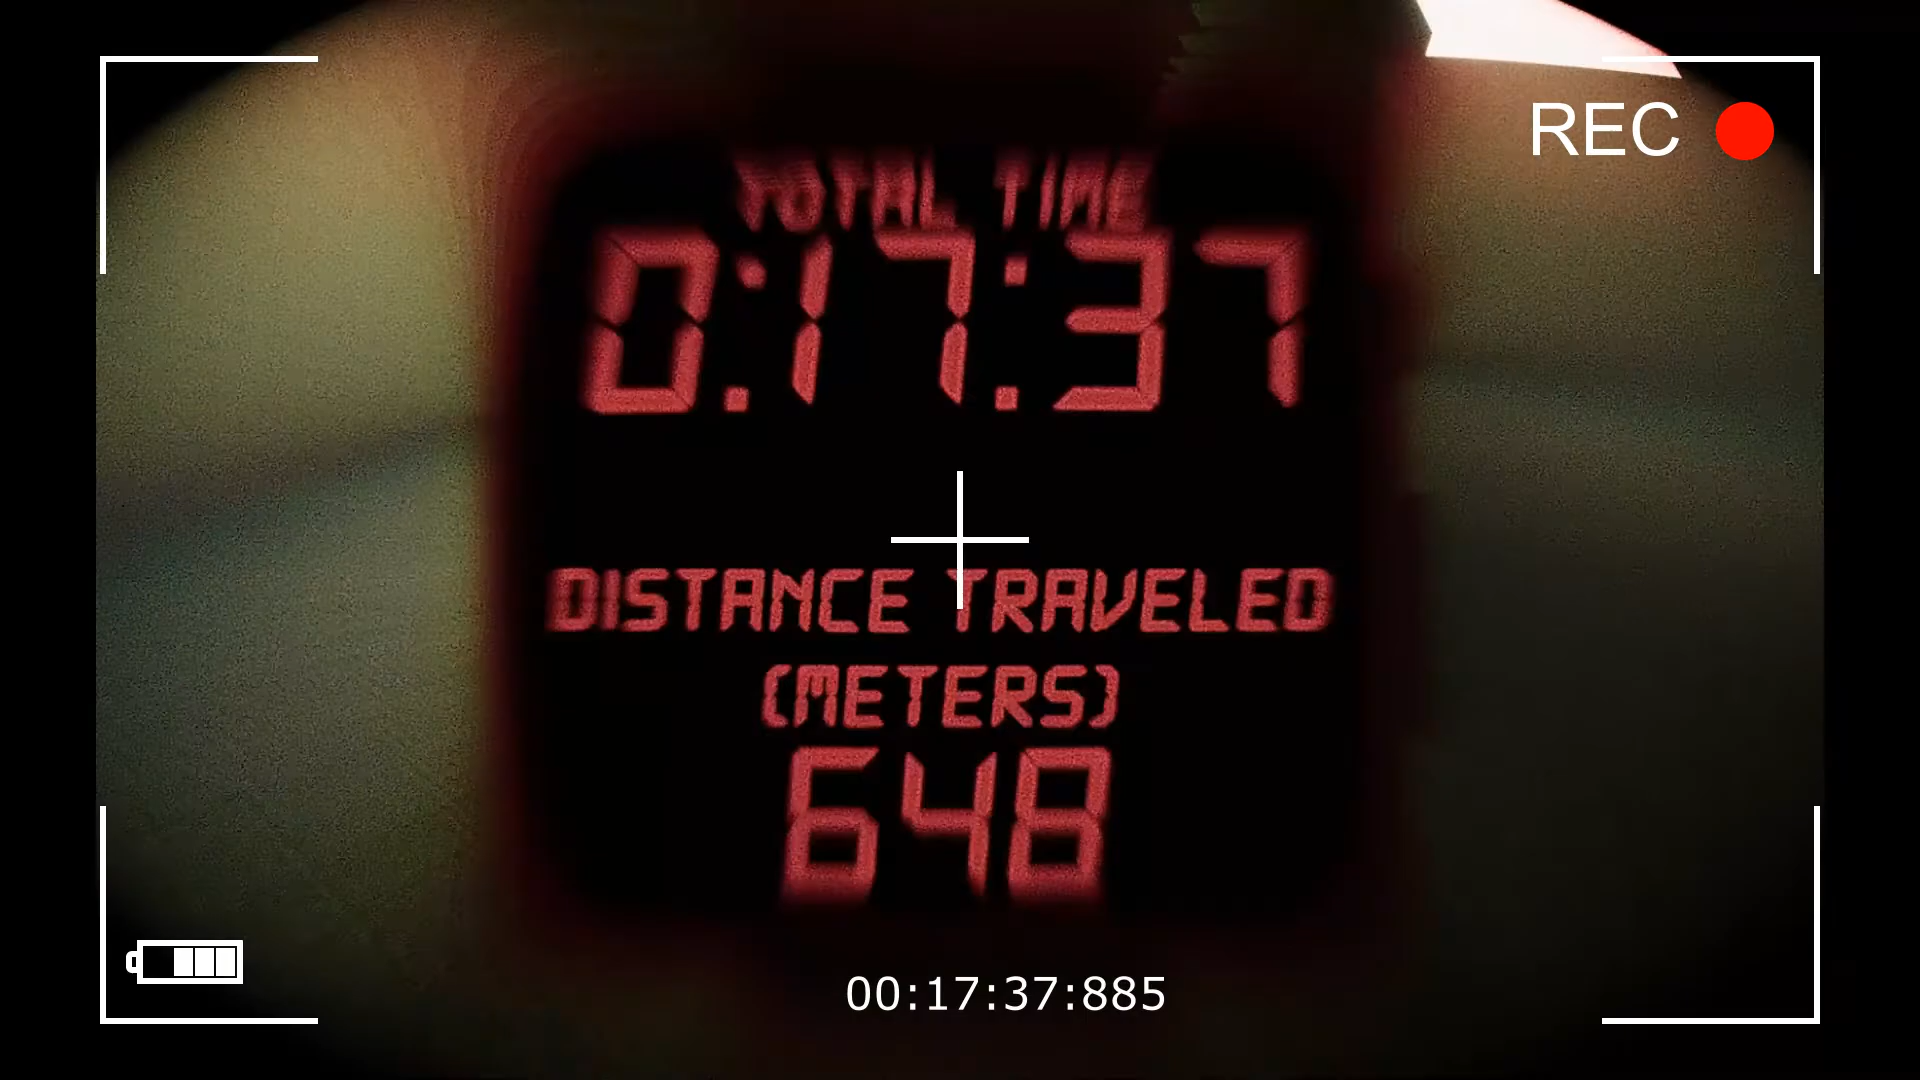 REC
TOTAL TIME
0:17:37
DISTANCE TRAVELED
(METERS)
648
00:17:37:885